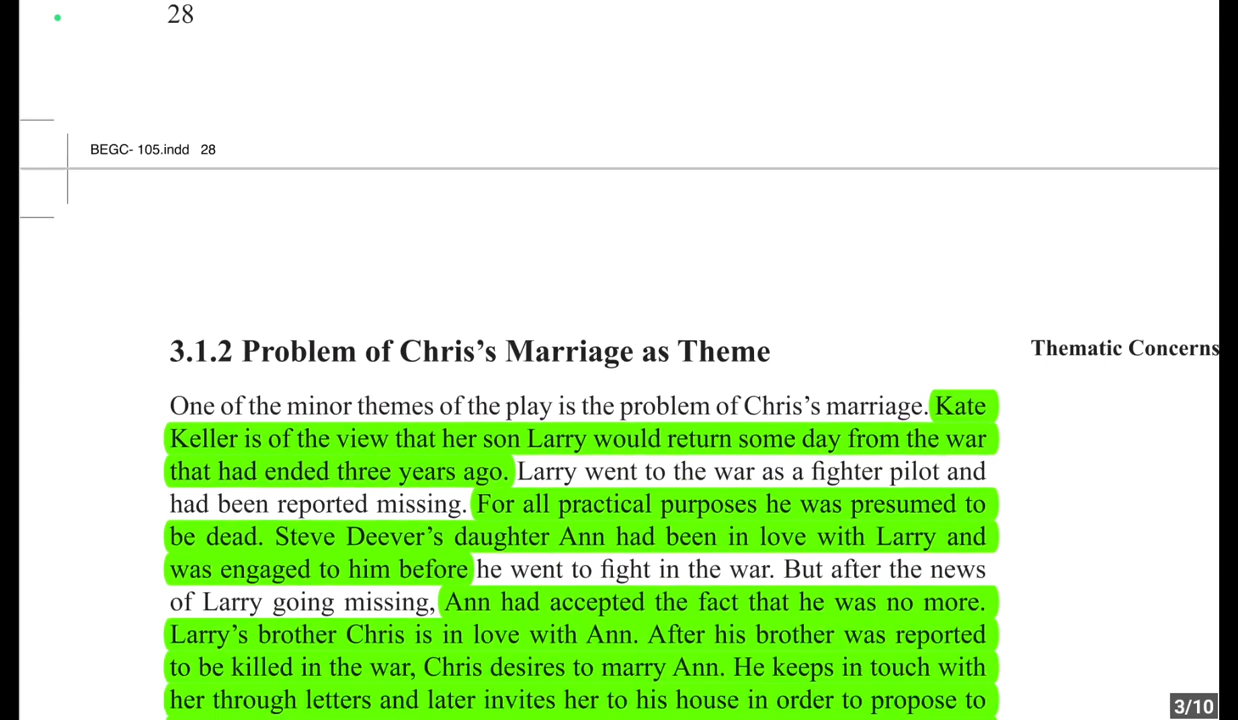 28
BEGC- 105.indd 28
3.1.2 Problem of Chris’s Marriage as Theme
Thematic Concerns
One of the minor themes of the play is the problem of Chris’s marriage. Kate
Keller is of the view that her son Larry would return some day from the war
that had ended three years ago. Larry went to the war as a fighter pilot and
had been reported missing. For all practical purposes he was presumed to
be dead. Steve Deever’s daughter Ann had been in love with Larry and
was engaged to him before he went to fight in the war. But after the news
of Larry going missing, Ann had accepted the fact that he was no more.
Larry’s brother Chris is in love with Ann. After his brother was reported
to be killed in the war, Chris desires to marry Ann. He keeps in touch with
her through letters and later invites her to his house in order to propose to
3/10